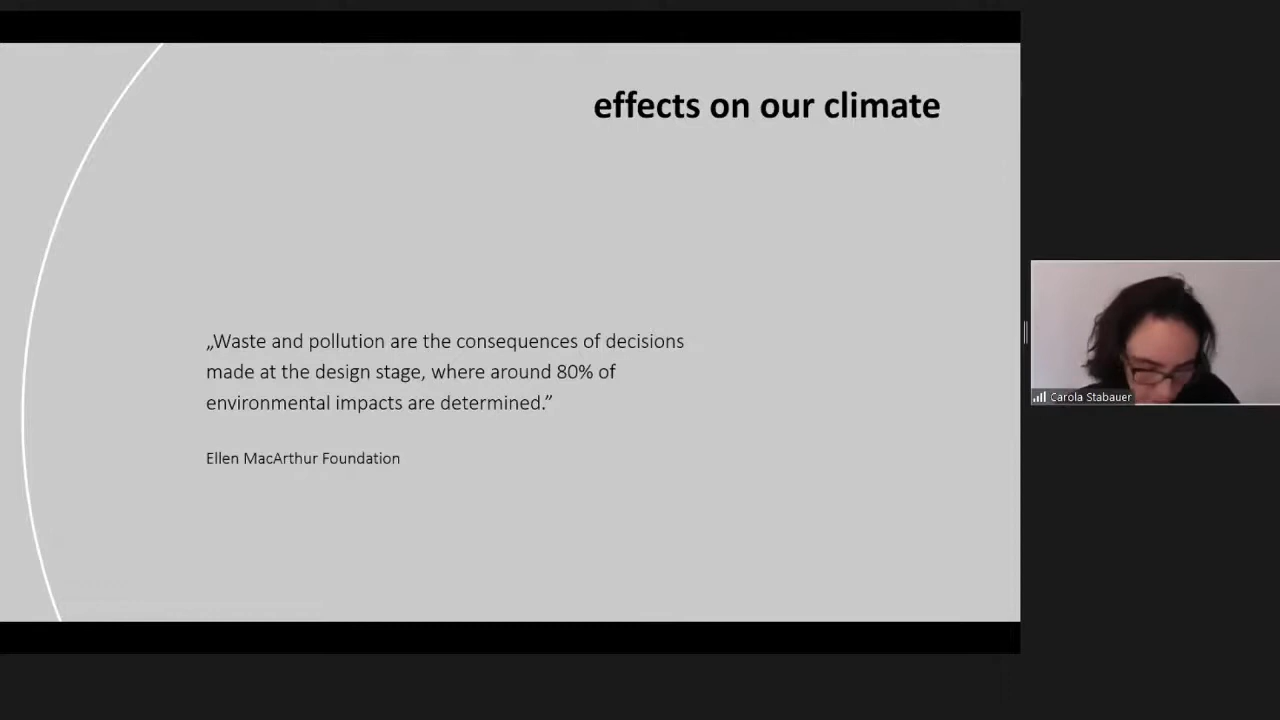 effects on our climate
„Waste and pollution are the consequences of decisions
made at the design stage, where around 80% of
environmental impacts are determined.”
Ellen MacArthur Foundation
Carola Stabauer